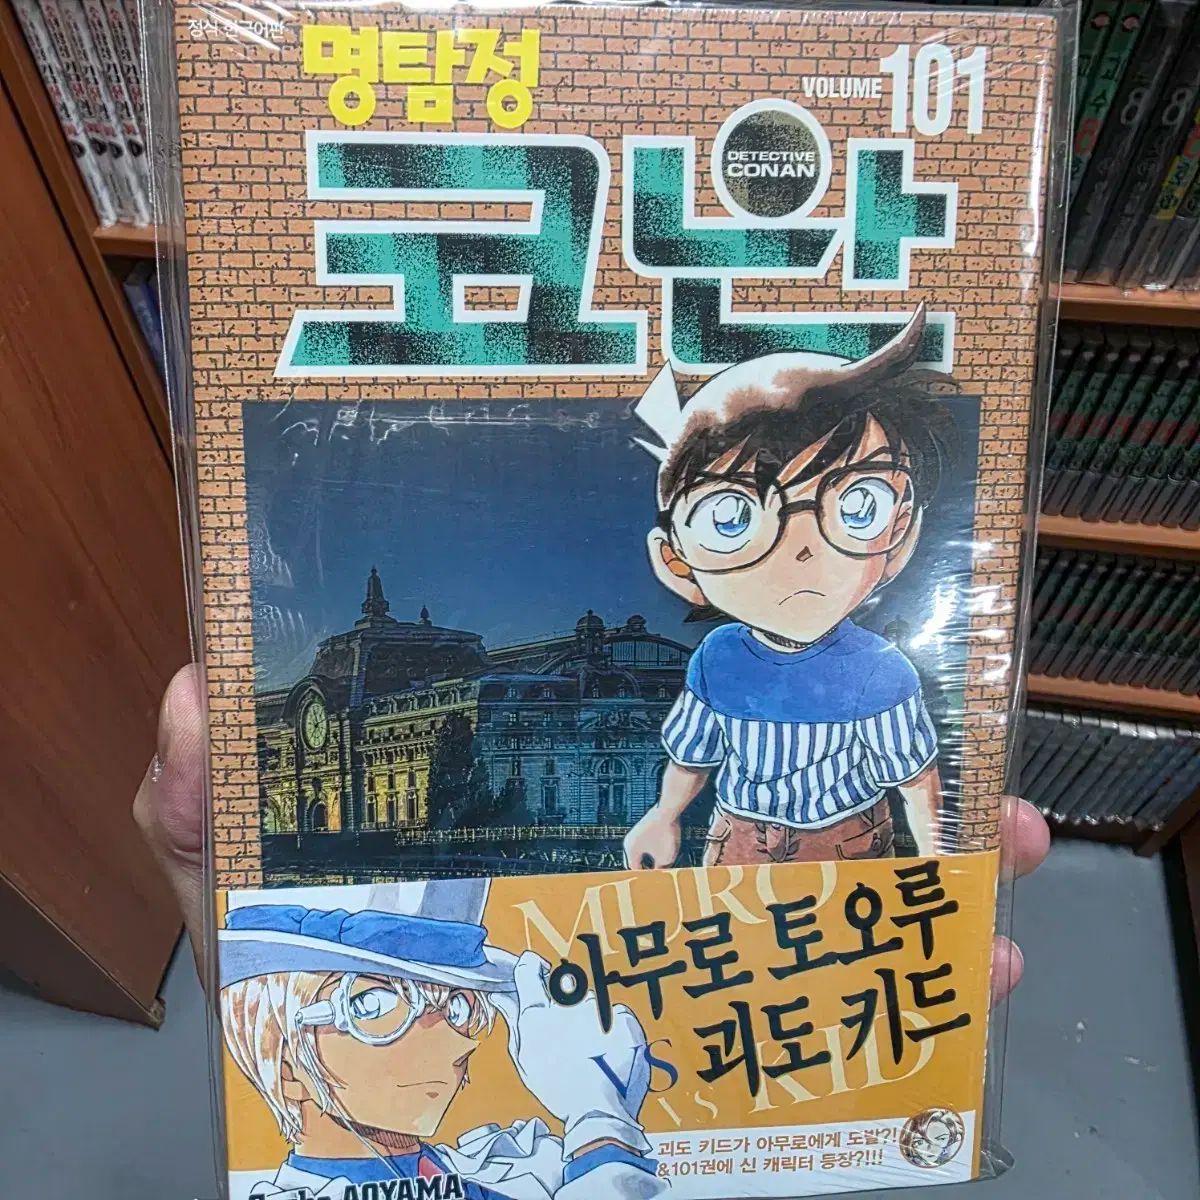 정식 한국어판
명탐정
VOLUME 101
코난
DETECTIVE
CONAN
MURO
아무로 토오루
VS 괴도 키드
VS KID
괴도 키드가 아무로에게 도발?!
&101권에 신 캐릭터 등장?!!!
AOYAMA